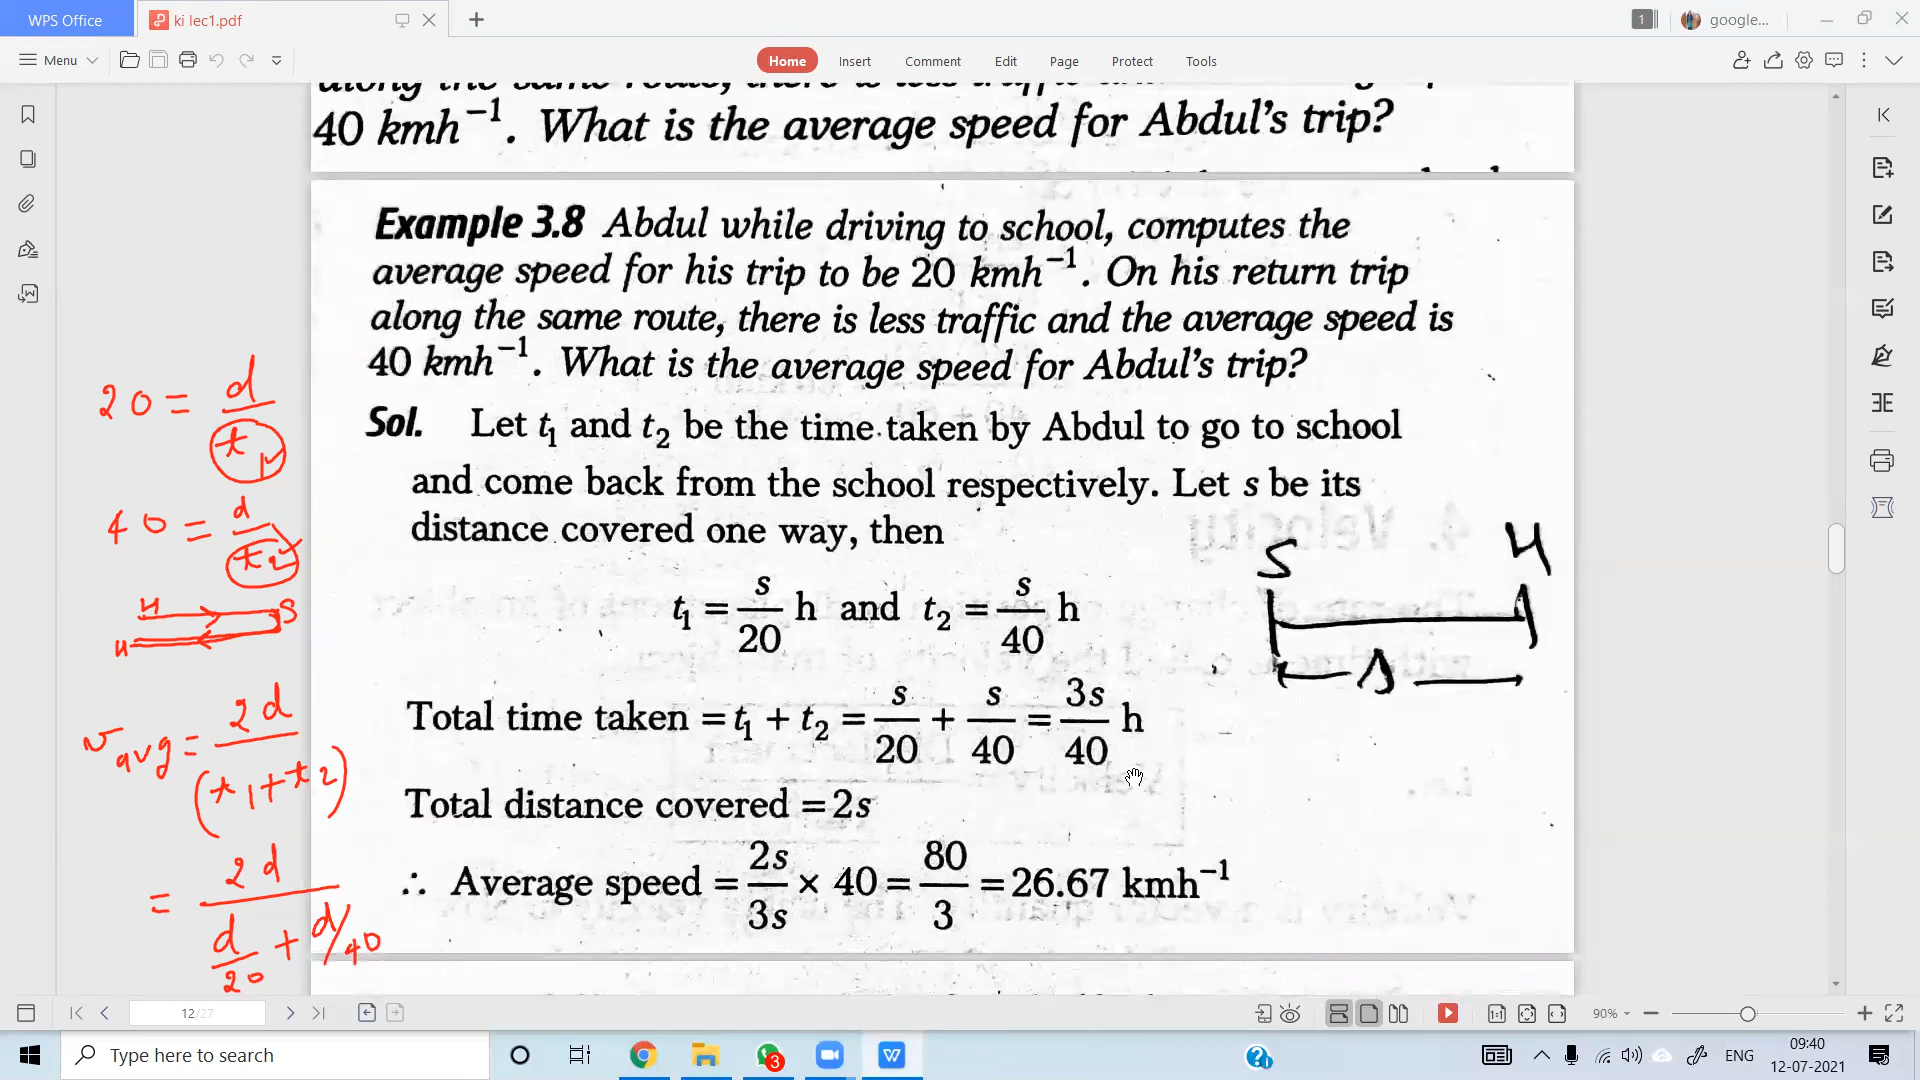 WPS Office
ki lec1.pdf
1
google...
Menu
Home
Insert
Comment
Edit
Page
Protect
Tools
40 kmh⁻¹. What is the average speed for Abdul's trip?
Example 3.8 Abdul while driving to school, computes the
average speed for his trip to be 20 kmh⁻¹. On his return trip
along the same route, there is less traffic and the average speed is
40 kmh⁻¹. What is the average speed for Abdul's trip?
Sol. Let t₁ and t₂ be the time taken by Abdul to go to school
and come back from the school respectively. Let s be its
distance covered one way, then
t₁ = s/20 h and t₂ = s/40 h
Total time taken = t₁ + t₂ = s/20 + s/40 = 3s/40 h
Total distance covered = 2s
∴ Average speed = 2s/3s × 40 = 80/3 = 26.67 kmh⁻¹
S H
s
20 = d/t₁
40 = d/t₂
H S
H
v avg = 2d/(t₁+t₂)
= 2d/(d/20 + d/40)
12/27
90%
Type here to search
3
ENG
09:40
12-07-2021